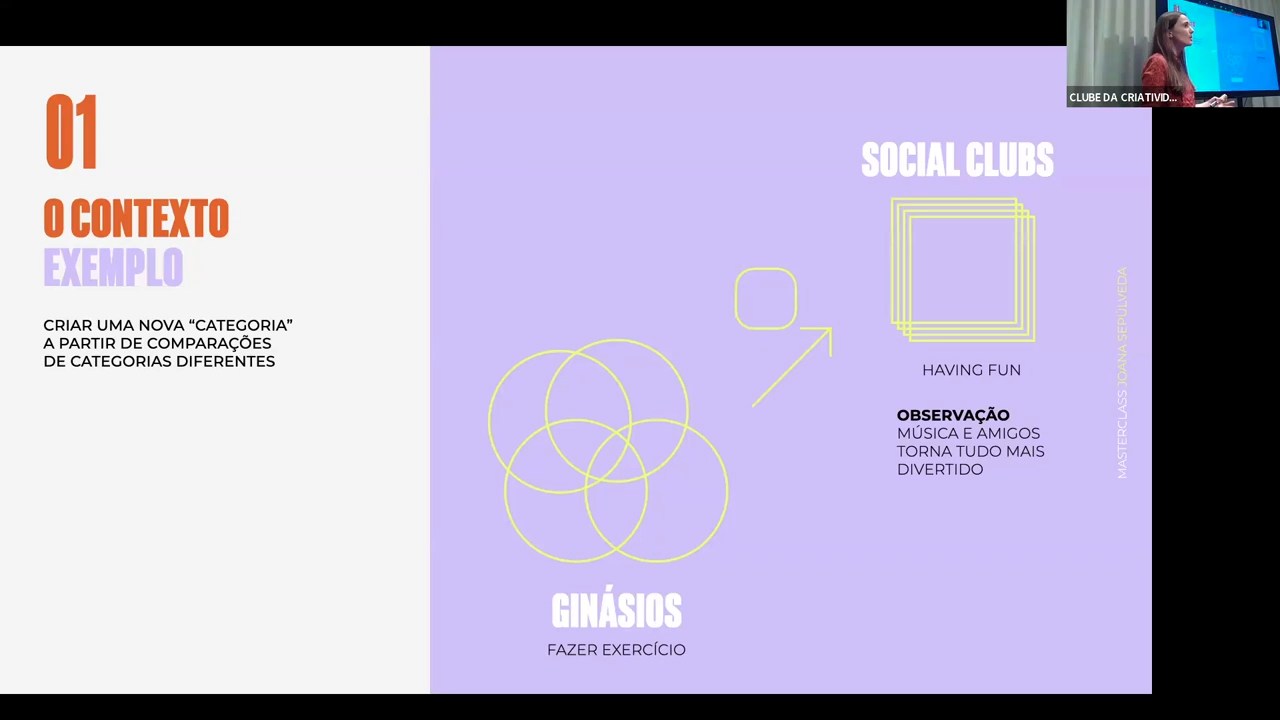 01
O CONTEXTO
EXEMPLO
CRIAR UMA NOVA “CATEGORIA”
A PARTIR DE COMPARAÇÕES
DE CATEGORIAS DIFERENTES
SOCIAL CLUBS
HAVING FUN
OBSERVAÇÃO
MÚSICA E AMIGOS
TORNA TUDO MAIS
DIVERTIDO
GINÁSIOS
FAZER EXERCÍCIO
MASTERCLASS JOANA SEPÚLVEDA
CLUBE DA CRIATIVID...